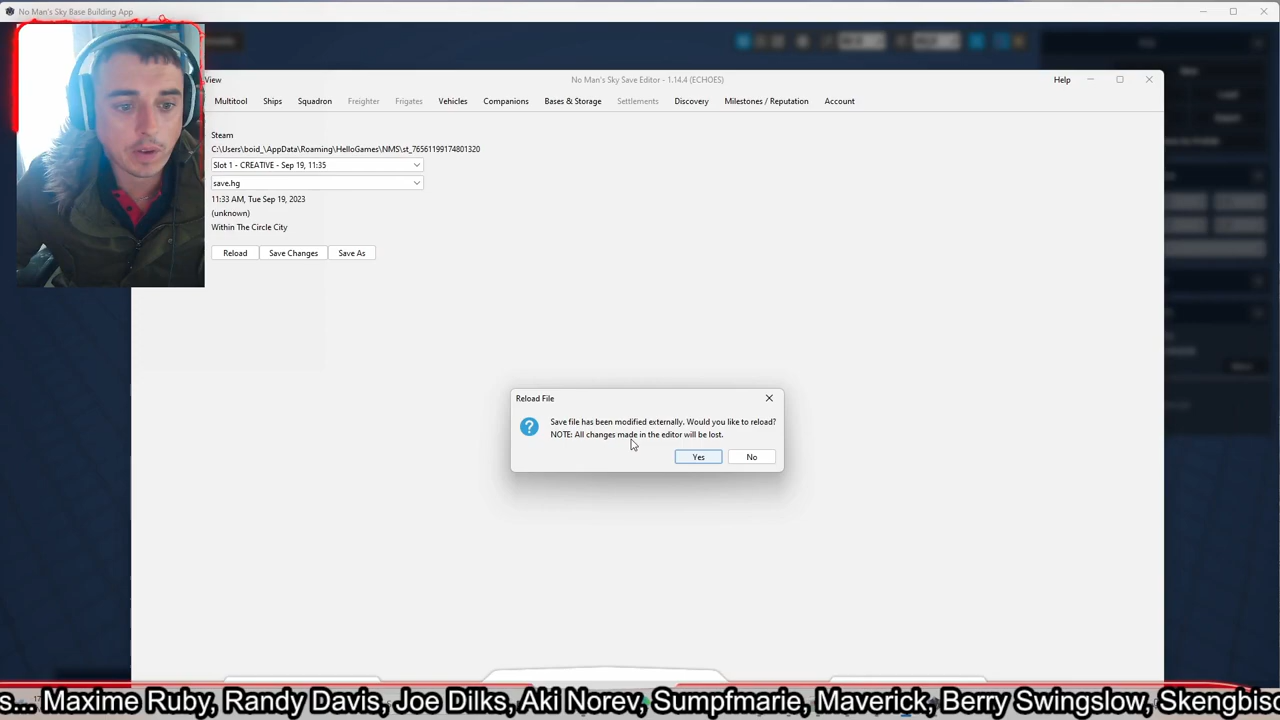 No Man's Sky Base Building App
View
No Man's Sky Save Editor - 1.14.4 (ECHOES)
Help
Multitool Ships Squadron Freighter Frigates Vehicles Companions Bases & Storage Settlements Discovery Milestones / Reputation Account
Steam
C:\Users\boid_\AppData\Roaming\HelloGames\NMS\st_76561199174801320
Slot 1 - CREATIVE - Sep 19, 11:35
save.hg
11:33 AM, Tue Sep 19, 2023
(unknown)
Within The Circle City
Reload Save Changes Save As
Reload File
Save file has been modified externally. Would you like to reload?
NOTE: All changes made in the editor will be lost.
Yes No
s... Maxime Ruby, Randy Davis, Joe Dilks, Aki Norev, Sumpfmarie, Maverick, Berry Swingslow, Skengbisc